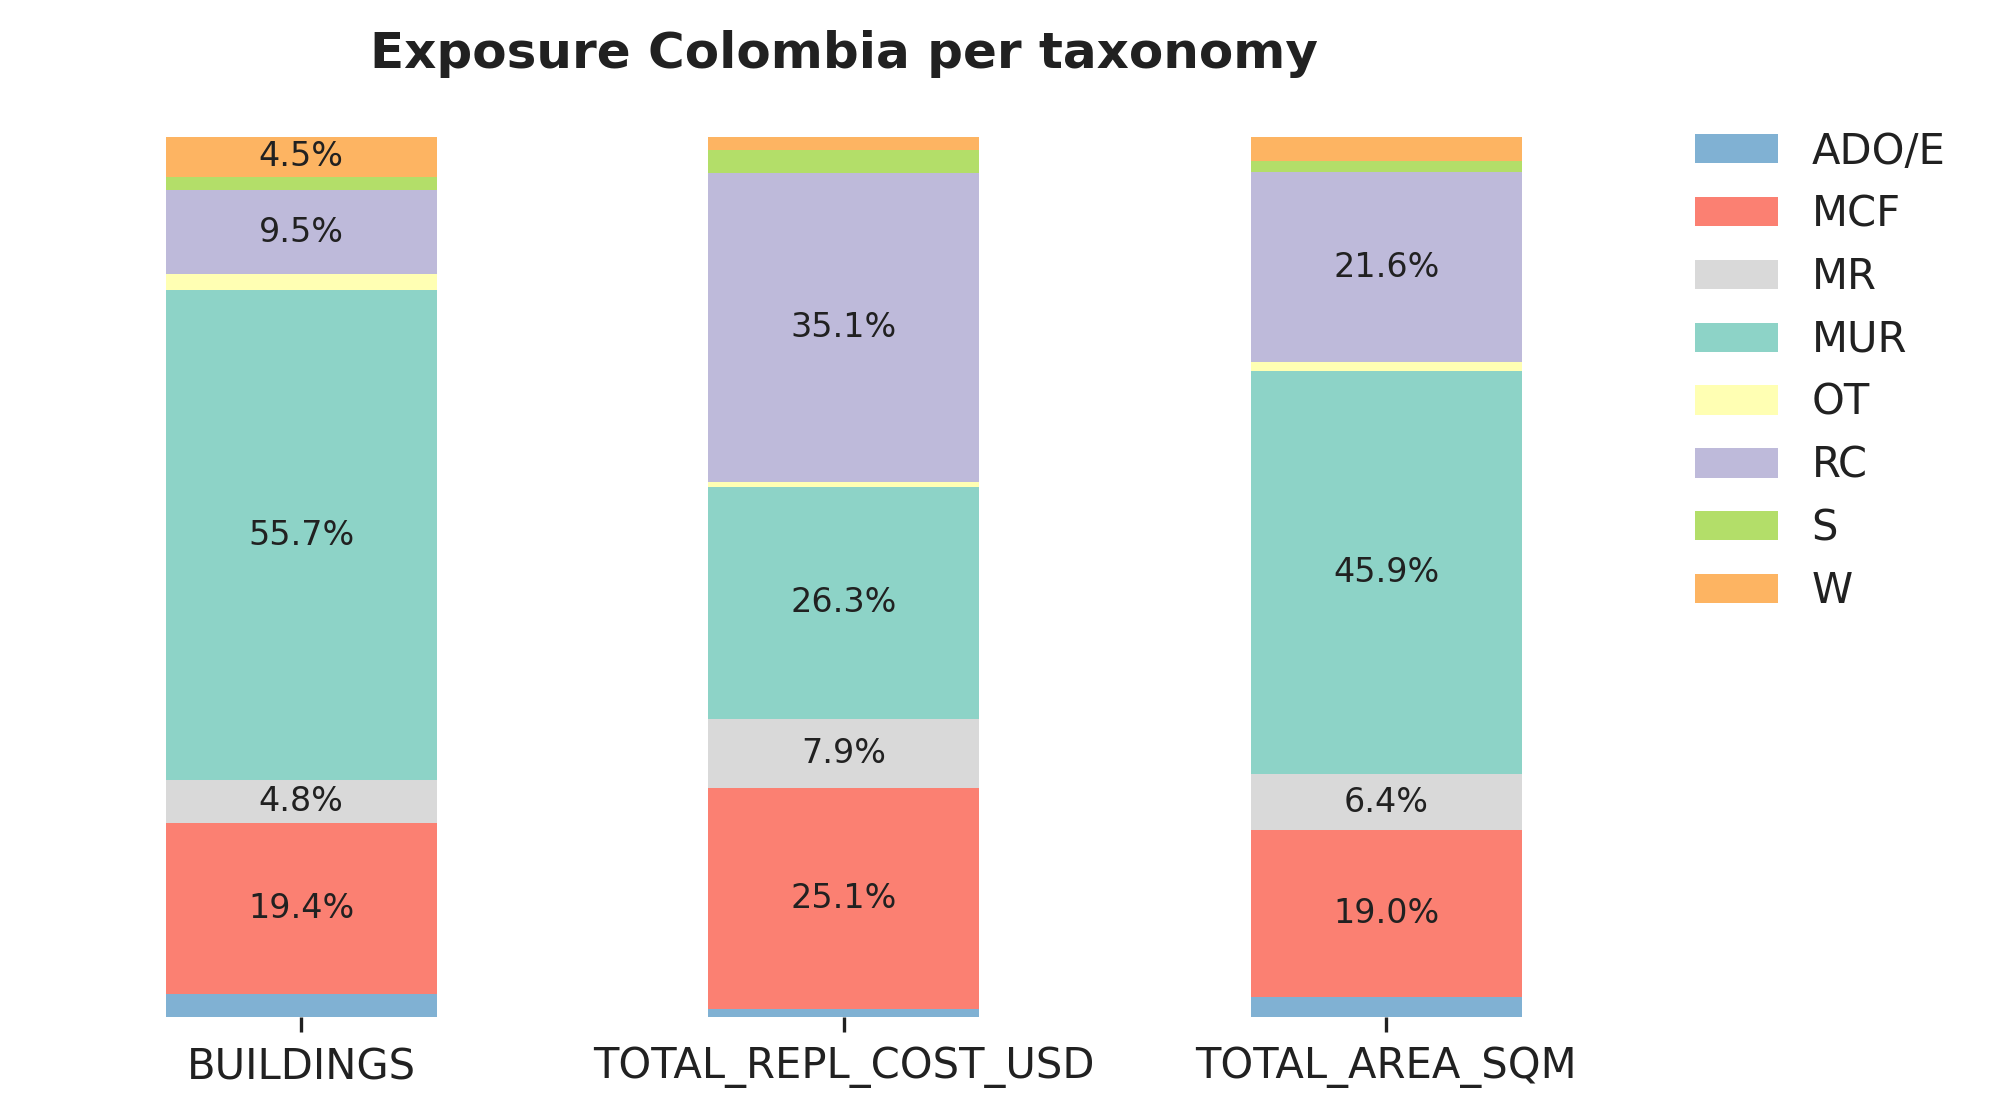 Exposure Colombia per taxonomy
4.5%
9.5%
55.7%
4.8%
19.4%
35.1%
26.3%
7.9%
25.1%
21.6%
45.9%
6.4%
19.0%
BUILDINGS
TOTAL_REPL_COST_USD
TOTAL_AREA_SQM
ADO/E
MCF
MR
MUR
OT
RC
S
W